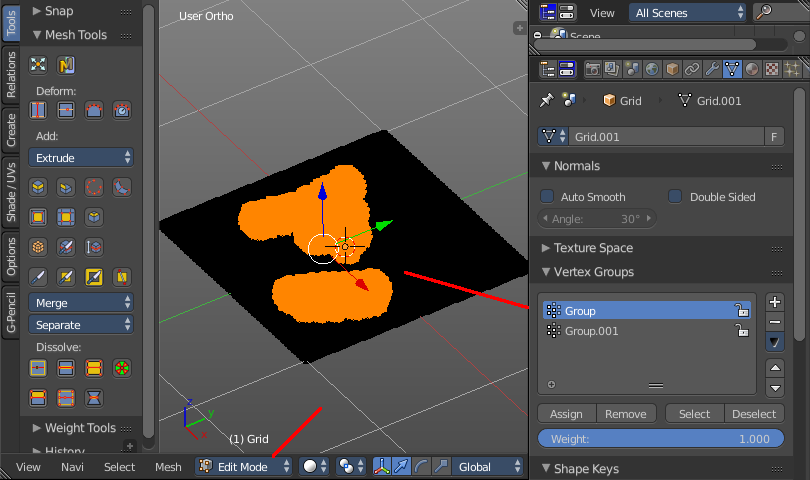 Tools
Relations
Create
Shade / UVs
Options
G-Pencil
Snap
Mesh Tools
Deform:
Add:
Extrude
Merge
Separate
Dissolve:
Weight Tools
History
User Ortho
z
y
x
(1) Grid
View Navi Select Mesh Edit Mode Global
View All Scenes
Scene
Grid Grid.001
Grid.001 F
Normals
Auto Smooth Double Sided
Angle: 30°
Texture Space
Vertex Groups
Group
Group.001
Assign Remove Select Deselect
Weight: 1.000
Shape Keys